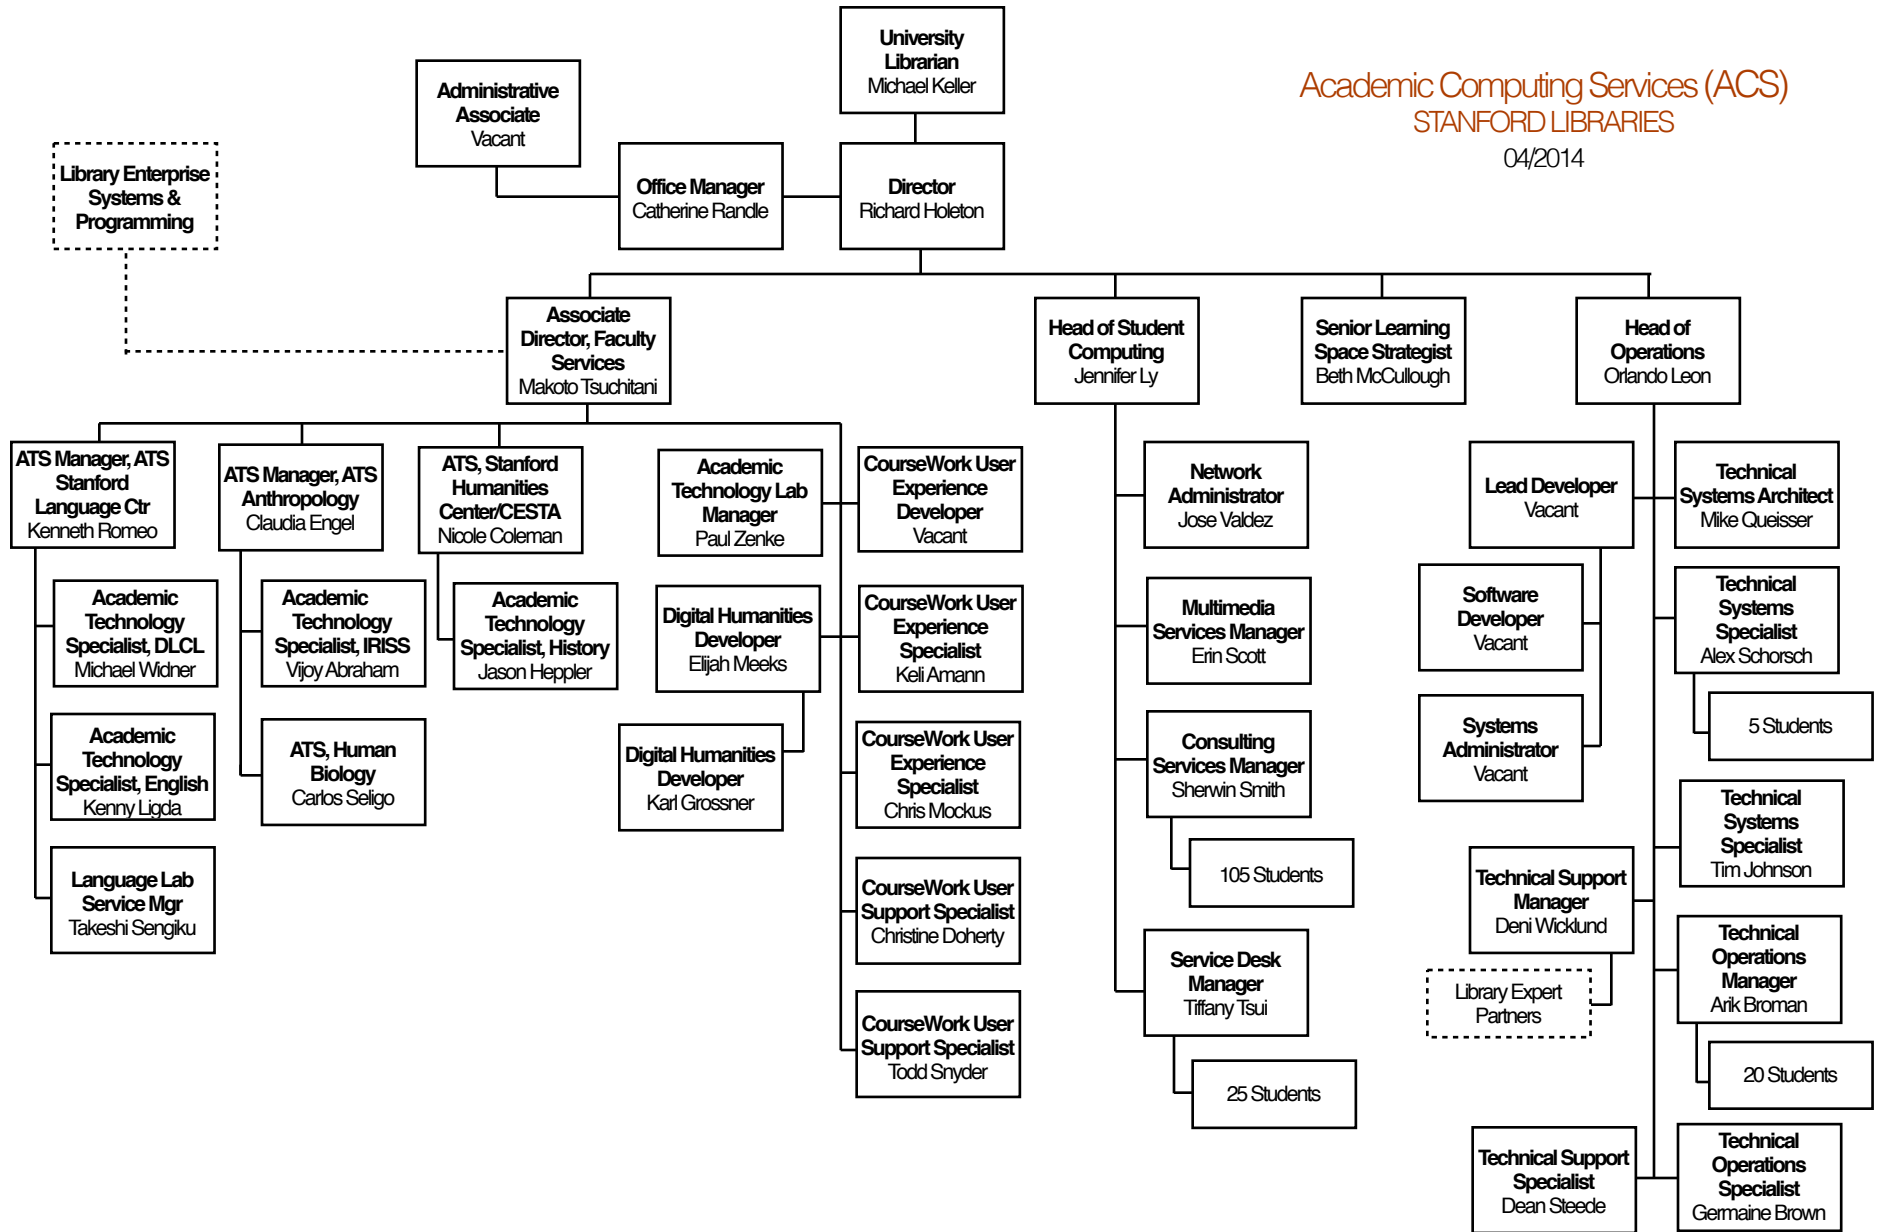 University
Librarian
Michael Keller
Academic Computing Services (ACS)
STANFORD LIBRARIES
04/2014
Administrative
Associate
Vacant
Library Enterprise
Systems &
Programming
Office Manager
Catherine Randle
Director
Richard Holeton
Associate
Director, Faculty
Services
Makoto Tsuchitani
Head of Student
Computing
Jennifer Ly
Senior Learning
Space Strategist
Beth McCullough
Head of
Operations
Orlando Leon
ATS Manager, ATS
Stanford
Language Ctr
Kenneth Romeo
Academic
Technology
Specialist, DLCL
Michael Widner
Academic
Technology
Specialist, English
Kenny Ligda
Language Lab
Service Mgr
Takeshi Sengiku
ATS Manager, ATS
Anthropology
Claudia Engel
Academic
Technology
Specialist, IRISS
Vijoy Abraham
ATS, Human
Biology
Carlos Seligo
ATS, Stanford
Humanities
Center/CESTA
Nicole Coleman
Academic
Technology
Specialist, History
Jason Heppler
Academic
Technology Lab
Manager
Paul Zenke
Digital Humanities
Developer
Elijah Meeks
Digital Humanities
Developer
Karl Grossner
CourseWork User
Experience
Developer
Vacant
CourseWork User
Experience
Specialist
Keli Amann
CourseWork User
Experience
Specialist
Chris Mockus
CourseWork User
Support Specialist
Christine Doherty
CourseWork User
Support Specialist
Todd Snyder
Network
Administrator
Jose Valdez
Multimedia
Services Manager
Erin Scott
Consulting
Services Manager
Sherwin Smith
105 Students
Service Desk
Manager
Tiffany Tsui
25 Students
Lead Developer
Vacant
Software
Developer
Vacant
Systems
Administrator
Vacant
Technical Support
Manager
Deni Wicklund
Library Expert
Partners
Technical Support
Specialist
Dean Steede
Technical
Systems Architect
Mike Queisser
Technical
Systems
Specialist
Alex Schorsch
5 Students
Technical
Systems
Specialist
Tim Johnson
Technical
Operations
Manager
Arik Broman
20 Students
Technical
Operations
Specialist
Germaine Brown